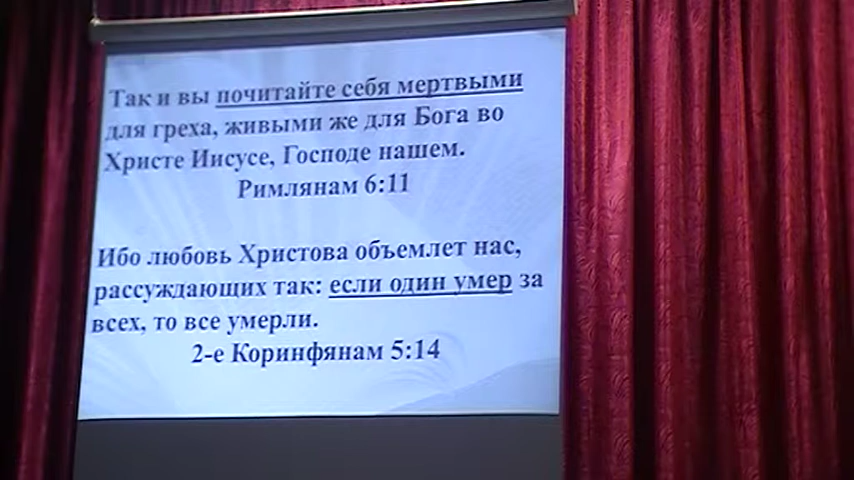 Так и вы почитайте себя мертвыми
для греха, живыми же для Бога во
Христе Иисусе, Господе нашем.
Римлянам 6:11
Ибо любовь Христова объемлет нас,
рассуждающих так: если один умер за
всех, то все умерли.
2-е Коринфянам 5:14